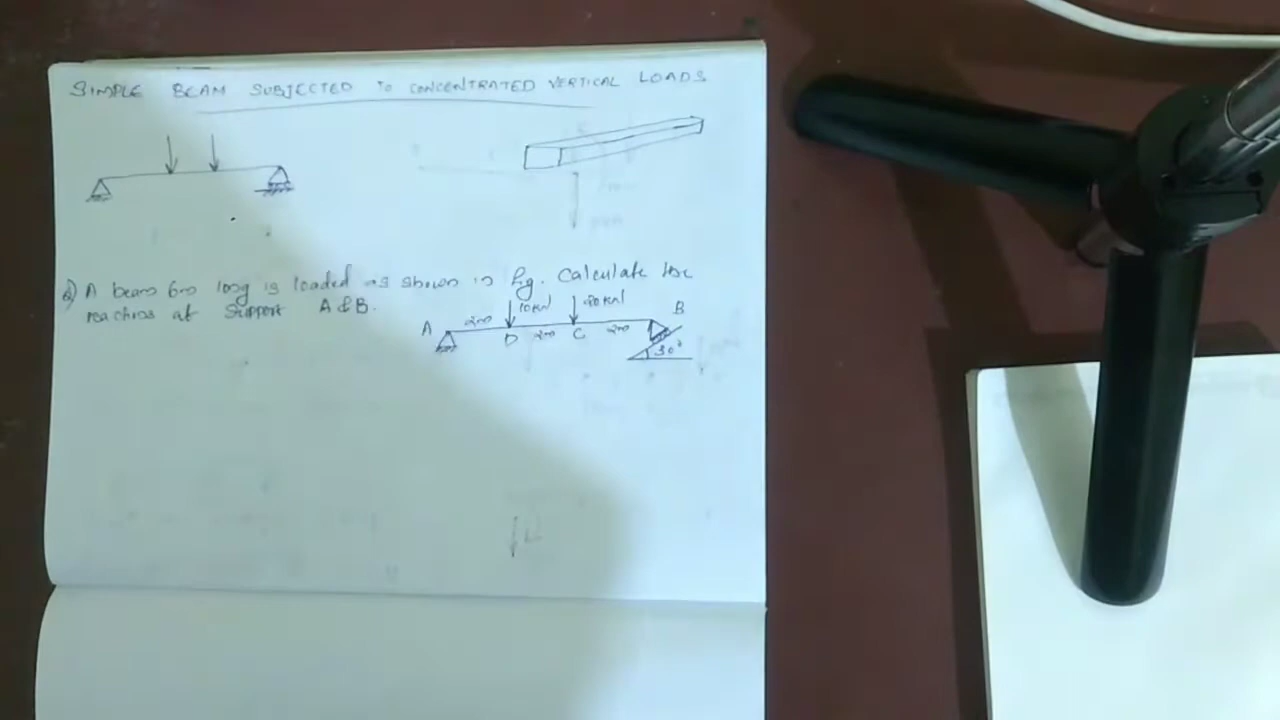 SIMPLE BEAM SUBJECTED TO CONCENTRATED VERTICAL LOADS
Q) A beam 6m long is loaded as shown in fig. Calculate the
reactions at support A & B.
10kN 20kN
A 2m D 2m C 2m B
30°